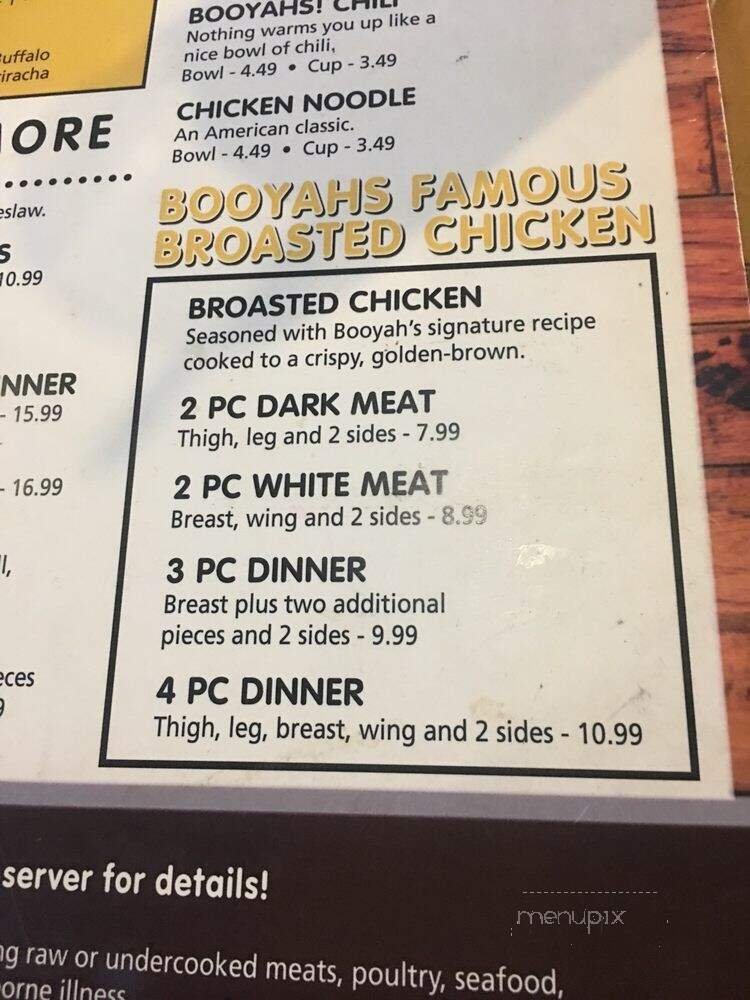 Buffalo
ORE
eslaw.
S
10.99
NNER
- 15.99
- 16.99
BOOYAHS! CHILI
Nothing warms you up like a
nice bowl of chili,
Bowl - 4.49 • Cup - 3.49
CHICKEN NOODLE
An American classic.
Bowl - 4.49 • Cup - 3.49
BOOYAHS FAMOUS
BROASTED CHICKEN
BROASTED CHICKEN
Seasoned with Booyah's signature recipe
cooked to a crispy, golden-brown.
2 PC DARK MEAT
Thigh, leg and 2 sides - 7.99
2 PC WHITE MEAT
Breast, wing and 2 sides - 8.99
3 PC DINNER
Breast plus two additional
pieces and 2 sides - 9.99
4 PC DINNER
Thigh, leg, breast, wing and 2 sides - 10.99
server for details!
raw or undercooked meats, poultry, seafood,
orne illness
menupix